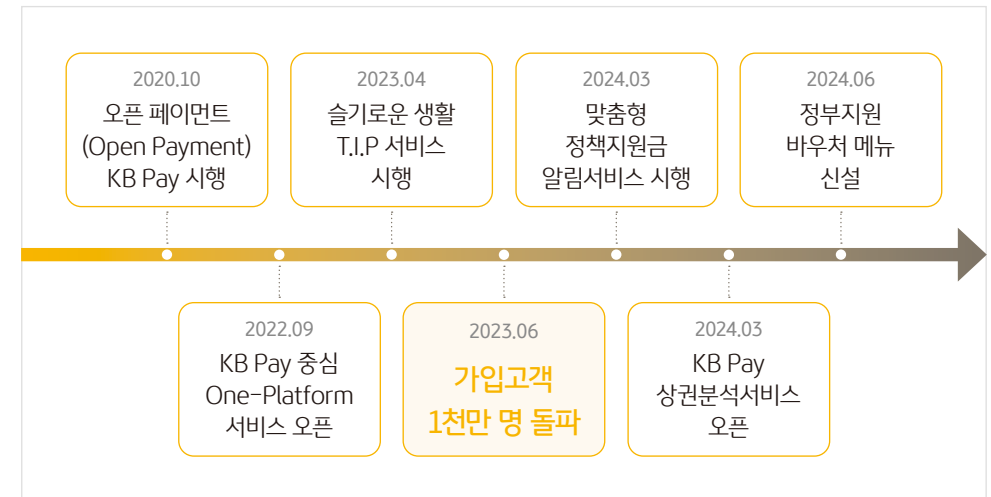 2020.10
오픈 페이먼트
(Open Payment)
KB Pay 시행
2022.09
KB Pay 중심
One-Platform
서비스 오픈
2023.04
슬기로운 생활
T.I.P 서비스
시행
2023.06
가입고객
1천만 명 돌파
2024.03
맞춤형
정책지원금
알림서비스 시행
2024.03
KB Pay
상권분석서비스
오픈
2024.06
정부지원
바우처 메뉴
신설